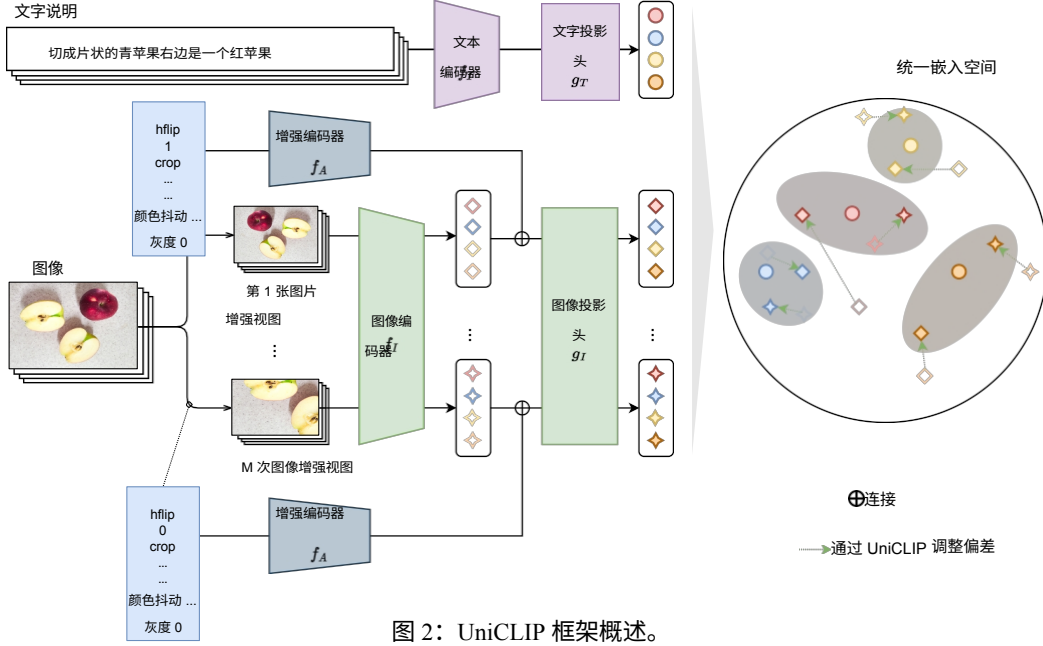 文字说明
切成片状的青苹果右边是一个红苹果
文本
编码器
文字投影
头
g_T
统一嵌入空间
hflip
1
crop
...
...
颜色抖动 ...
灰度 0
增强编码器
f_A
图像
第 1 张图片
增强视图
⋮
图像编
码器
f_I
⋮
图像投影
头
g_I
⋮
M 次图像增强视图
hflip
0
crop
...
...
颜色抖动 ...
灰度 0
增强编码器
f_A
⊕连接
通过 UniCLIP 调整偏差
图 2：UniCLIP 框架概述。